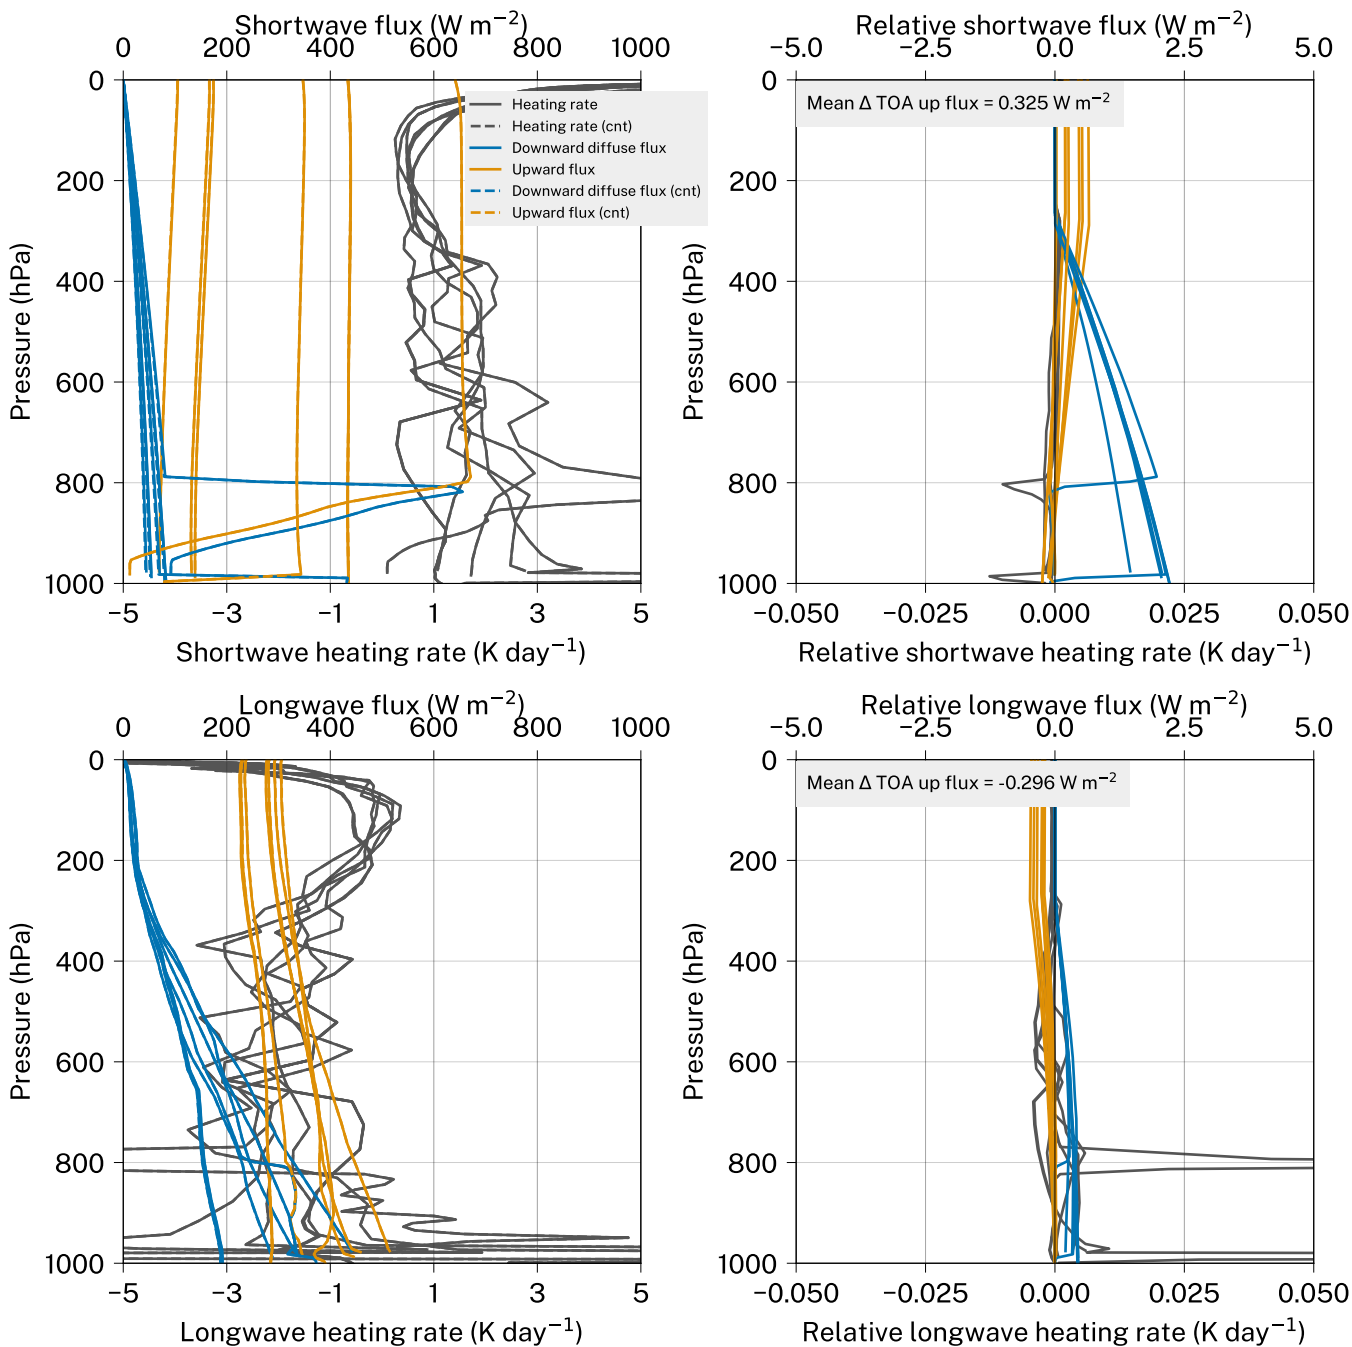 Shortwave flux (W m−2)
0 200 400 600 800 1000
0
200
400
600
800
1000
Pressure (hPa)
Heating rate
Heating rate (cnt)
Downward diffuse flux
Upward flux
Downward diffuse flux (cnt)
Upward flux (cnt)
−5 −3 −1 1 3 5
Shortwave heating rate (K day−1)
Relative shortwave flux (W m−2)
−5.0 −2.5 0.0 2.5 5.0
0
200
400
600
800
1000
Pressure (hPa)
Mean Δ TOA up flux = 0.325 W m−2
−0.050 −0.025 0.000 0.025 0.050
Relative shortwave heating rate (K day−1)
Longwave flux (W m−2)
0 200 400 600 800 1000
0
200
400
600
800
1000
Pressure (hPa)
−5 −3 −1 1 3 5
Longwave heating rate (K day−1)
Relative longwave flux (W m−2)
−5.0 −2.5 0.0 2.5 5.0
0
200
400
600
800
1000
Pressure (hPa)
Mean Δ TOA up flux = -0.296 W m−2
−0.050 −0.025 0.000 0.025 0.050
Relative longwave heating rate (K day−1)